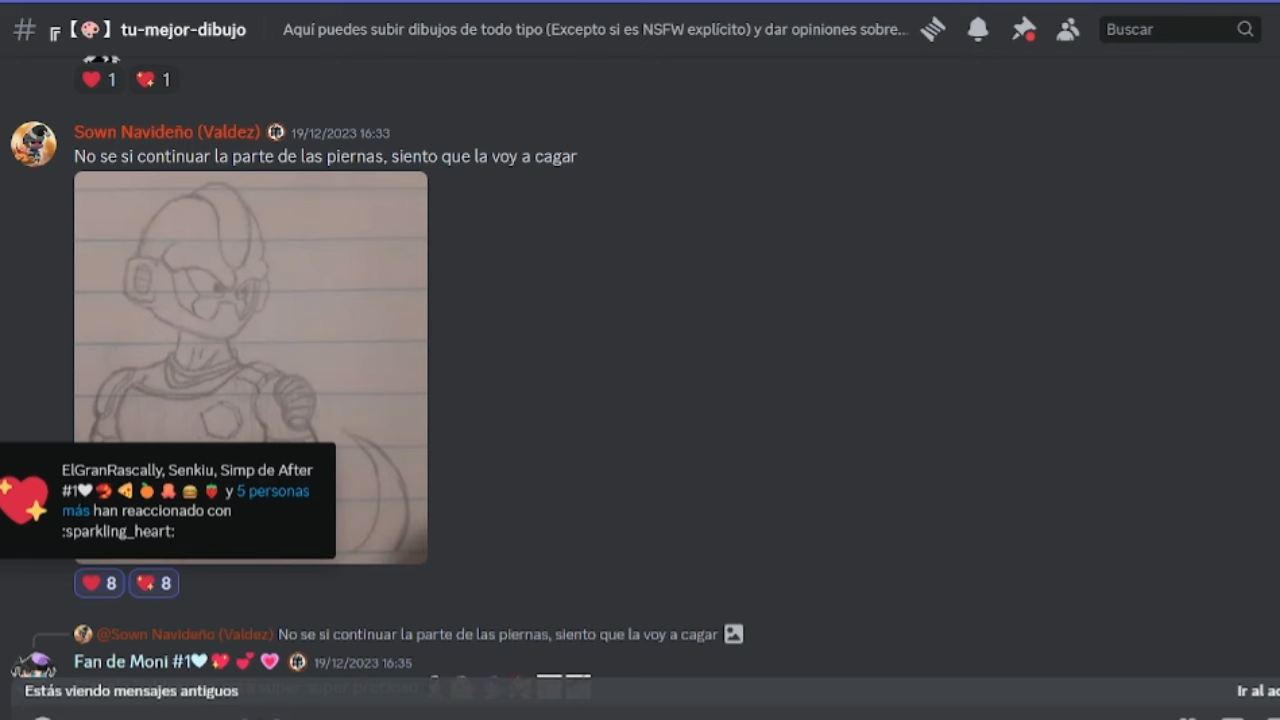 tu-mejor-dibujo
Aquí puedes subir dibujos de todo tipo (Excepto si es NSFW explícito) y dar opiniones sobre...
Buscar
1 1
Sown Navideño (Valdez) 19/12/2023 16:33
No se si continuar la parte de las piernas, siento que la voy a cagar
ElGranRascally, Senkiu, Simp de After
#1🤍🦐🍕🍊🐙🍔🍓 y 5 personas
más han reaccionado con
:sparkling_heart:
8 8
@Sown Navideño (Valdez) No se si continuar la parte de las piernas, siento que la voy a cagar
Fan de Moni #1🤍💖💕💗 19/12/2023 16:35
Estás viendo mensajes antiguos
Ir al